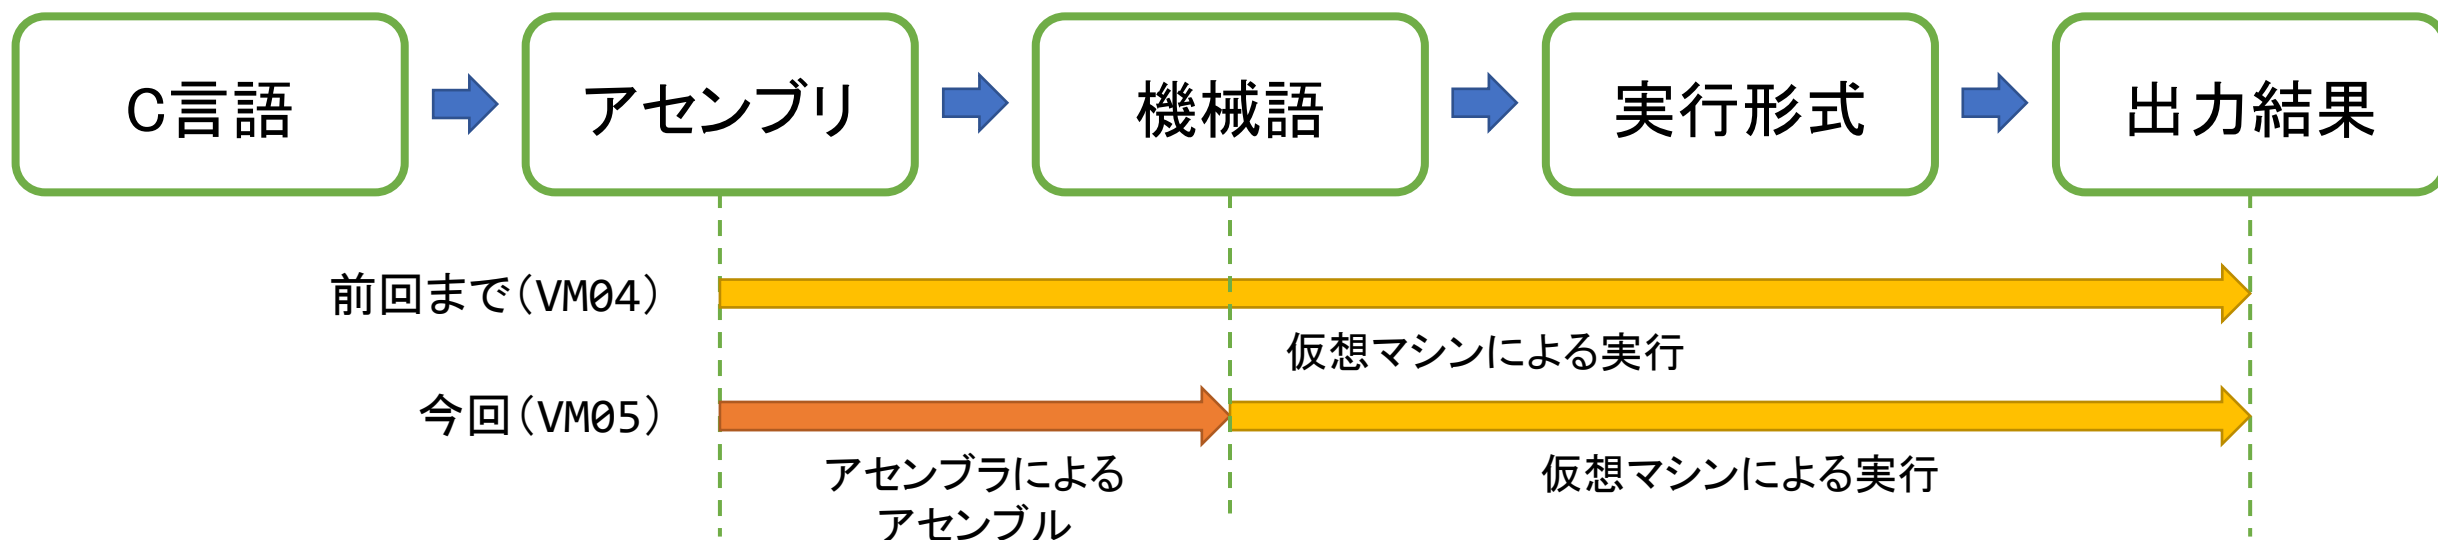 C言語
アセンブリ
機械語
実行形式
出力結果
前回まで(VM04)
仮想マシンによる実行
今回(VM05)
アセンブラによる
アセンブル
仮想マシンによる実行